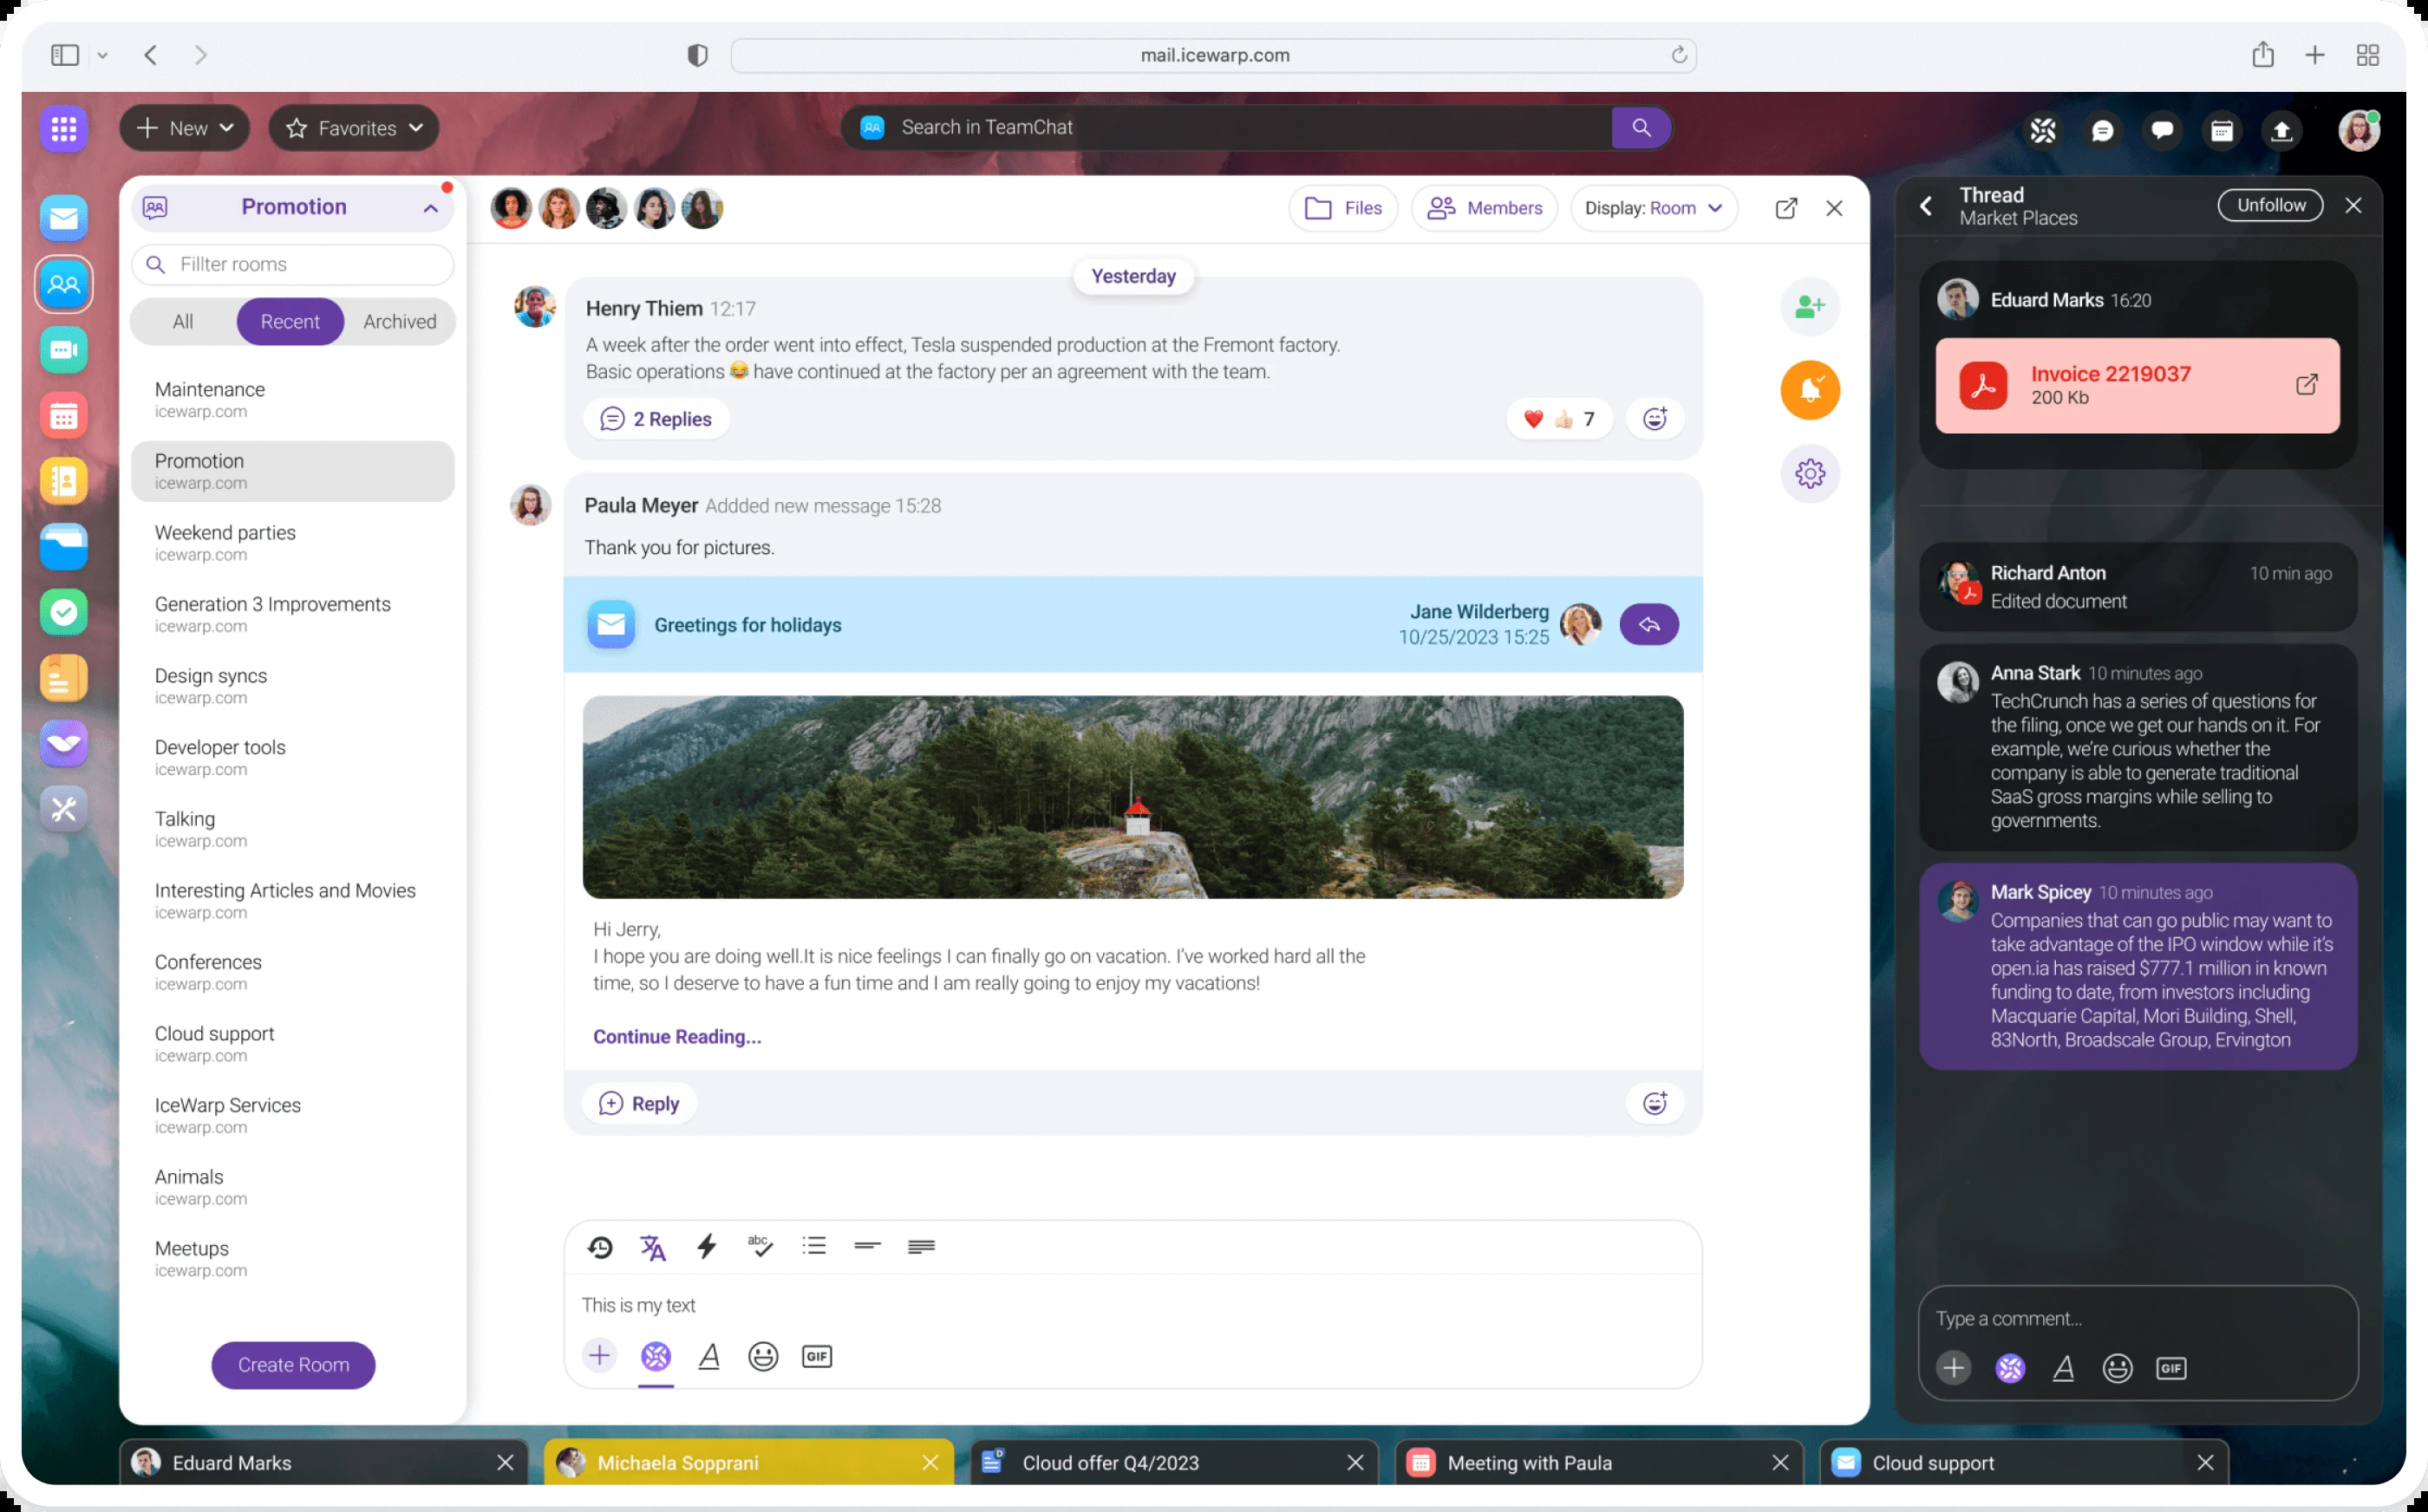 mail.icewarp.com
New
Favorites
Search in TeamChat
Promotion
Fillter rooms
All
Recent
Archived
Maintenance
icewarp.com
Promotion
icewarp.com
Weekend parties
icewarp.com
Generation 3 Improvements
icewarp.com
Design syncs
icewarp.com
Developer tools
icewarp.com
Talking
icewarp.com
Interesting Articles and Movies
icewarp.com
Conferences
icewarp.com
Cloud support
icewarp.com
IceWarp Services
icewarp.com
Animals
icewarp.com
Meetups
icewarp.com
Create Room
Files
Members
Display: Room
Yesterday
Henry Thiem 12:17
A week after the order went into effect, Tesla suspended production at the Fremont factory.
Basic operations 😂 have continued at the factory per an agreement with the team.
2 Replies
❤️ 👍🏻 7
Paula Meyer Addded new message 15:28
Thank you for pictures.
Greetings for holidays
Jane Wilderberg
10/25/2023 15:25
Hi Jerry,
I hope you are doing well.It is nice feelings I can finally go on vacation. I've worked hard all the
time, so I deserve to have a fun time and I am really going to enjoy my vacations!
Continue Reading...
Reply
abc
This is my text
GIF
Thread
Market Places
Unfollow
Eduard Marks 16:20
Invoice 2219037
200 Kb
Richard Anton 10 min ago
Edited document
Anna Stark 10 minutes ago
TechCrunch has a series of questions for
the filing, once we get our hands on it. For
example, we're curious whether the
company is able to generate traditional
SaaS gross margins while selling to
governments.
Mark Spicey 10 minutes ago
Companies that can go public may want to
take advantage of the IPO window while it's
open.ia has raised $777.1 million in known
funding to date, from investors including
Macquarie Capital, Mori Building, Shell,
83North, Broadscale Group, Ervington
Type a comment...
GIF
Eduard Marks
Michaela Sopprani
D
Cloud offer Q4/2023
Meeting with Paula
Cloud support